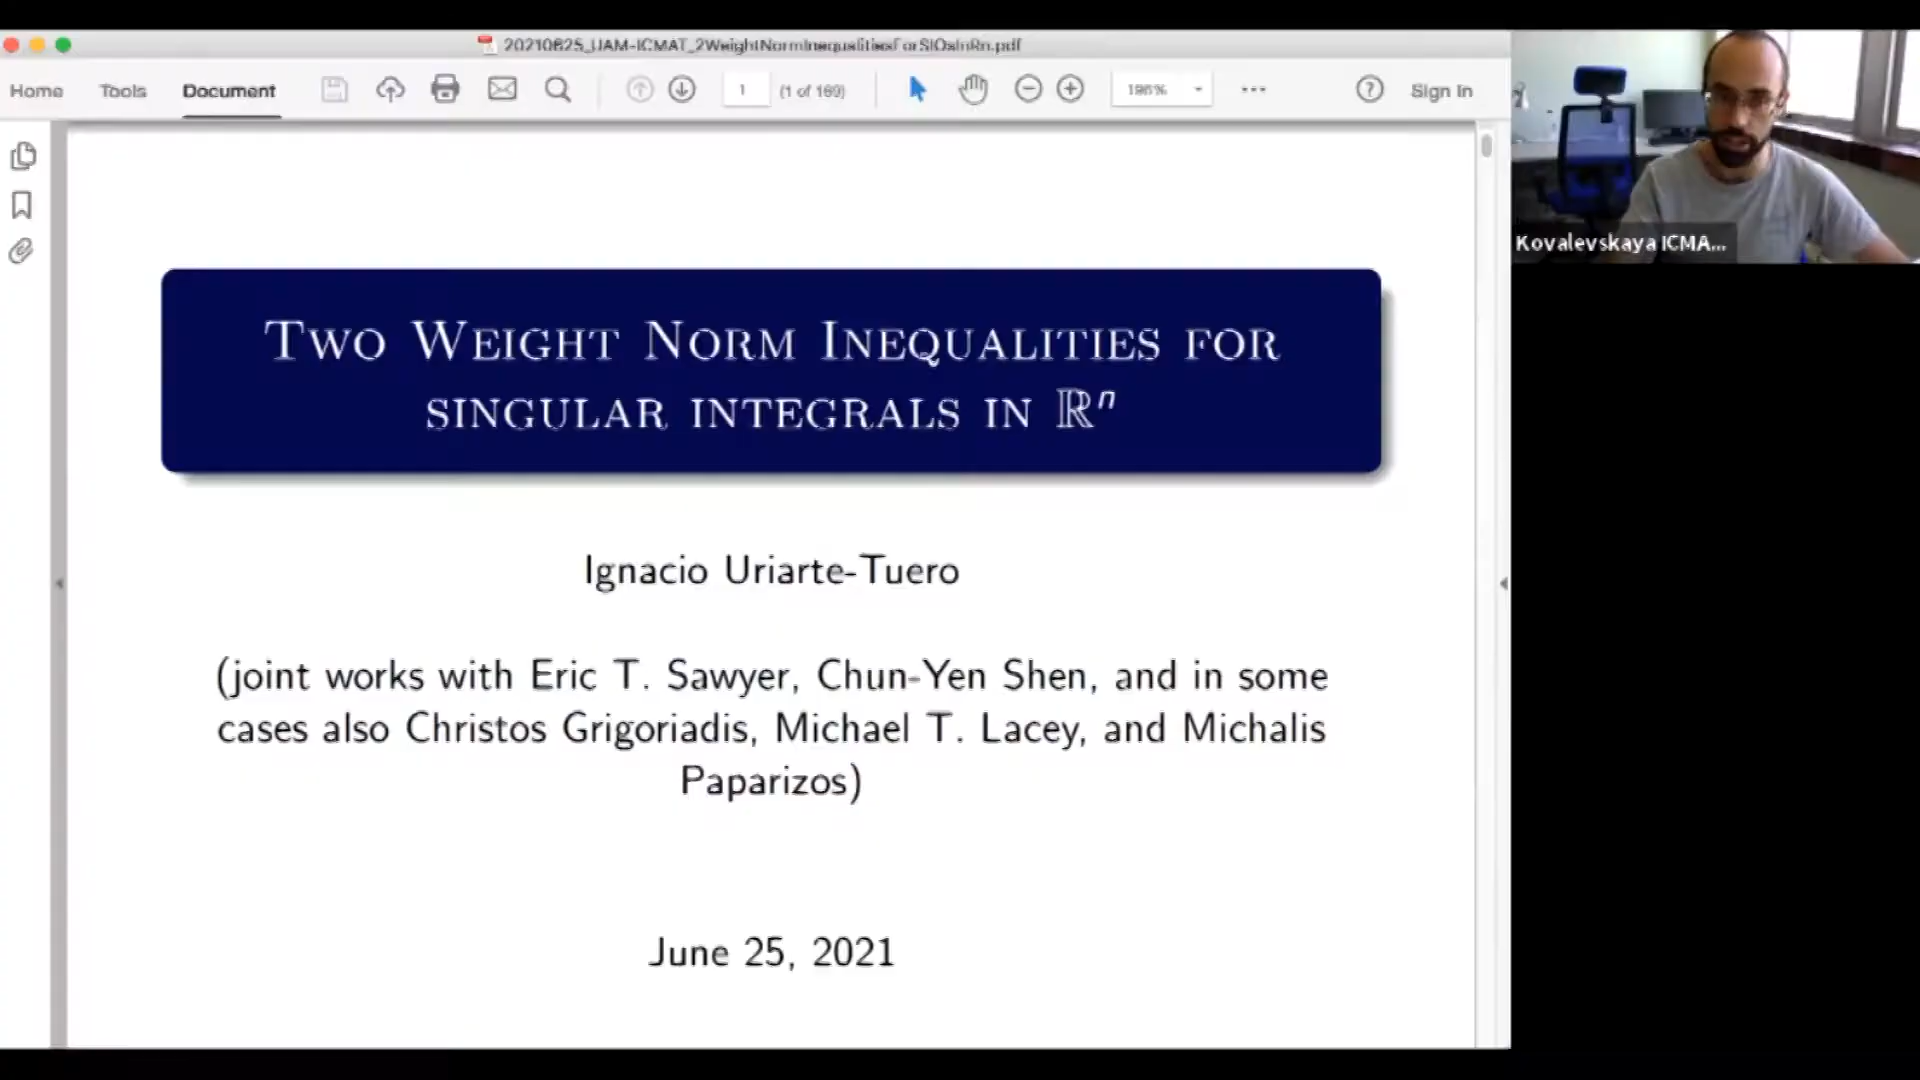 20210625_UAM-ICMAT_2WeightNormInequalitiesForSIOsInRn.pdf
Home Tools Document 1 (1 of 169) 196% Sign In
Kovalevskaya ICMA...
TWO WEIGHT NORM INEQUALITIES FOR
SINGULAR INTEGRALS IN ℝⁿ
Ignacio Uriarte-Tuero
(joint works with Eric T. Sawyer, Chun-Yen Shen, and in some
cases also Christos Grigoriadis, Michael T. Lacey, and Michalis
Paparizos)
June 25, 2021